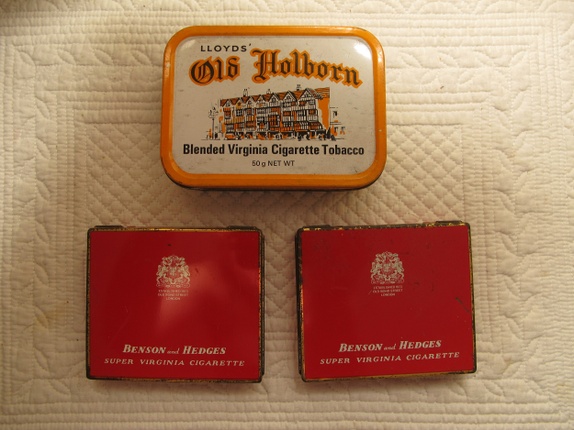 LLOYDS'
Old Holborn
Blended Virginia Cigarette Tobacco
50g NET WT
BENSON and HEDGES
SUPER VIRGINIA CIGARETTE
BENSON and HEDGES
SUPER VIRGINIA CIGARETTE